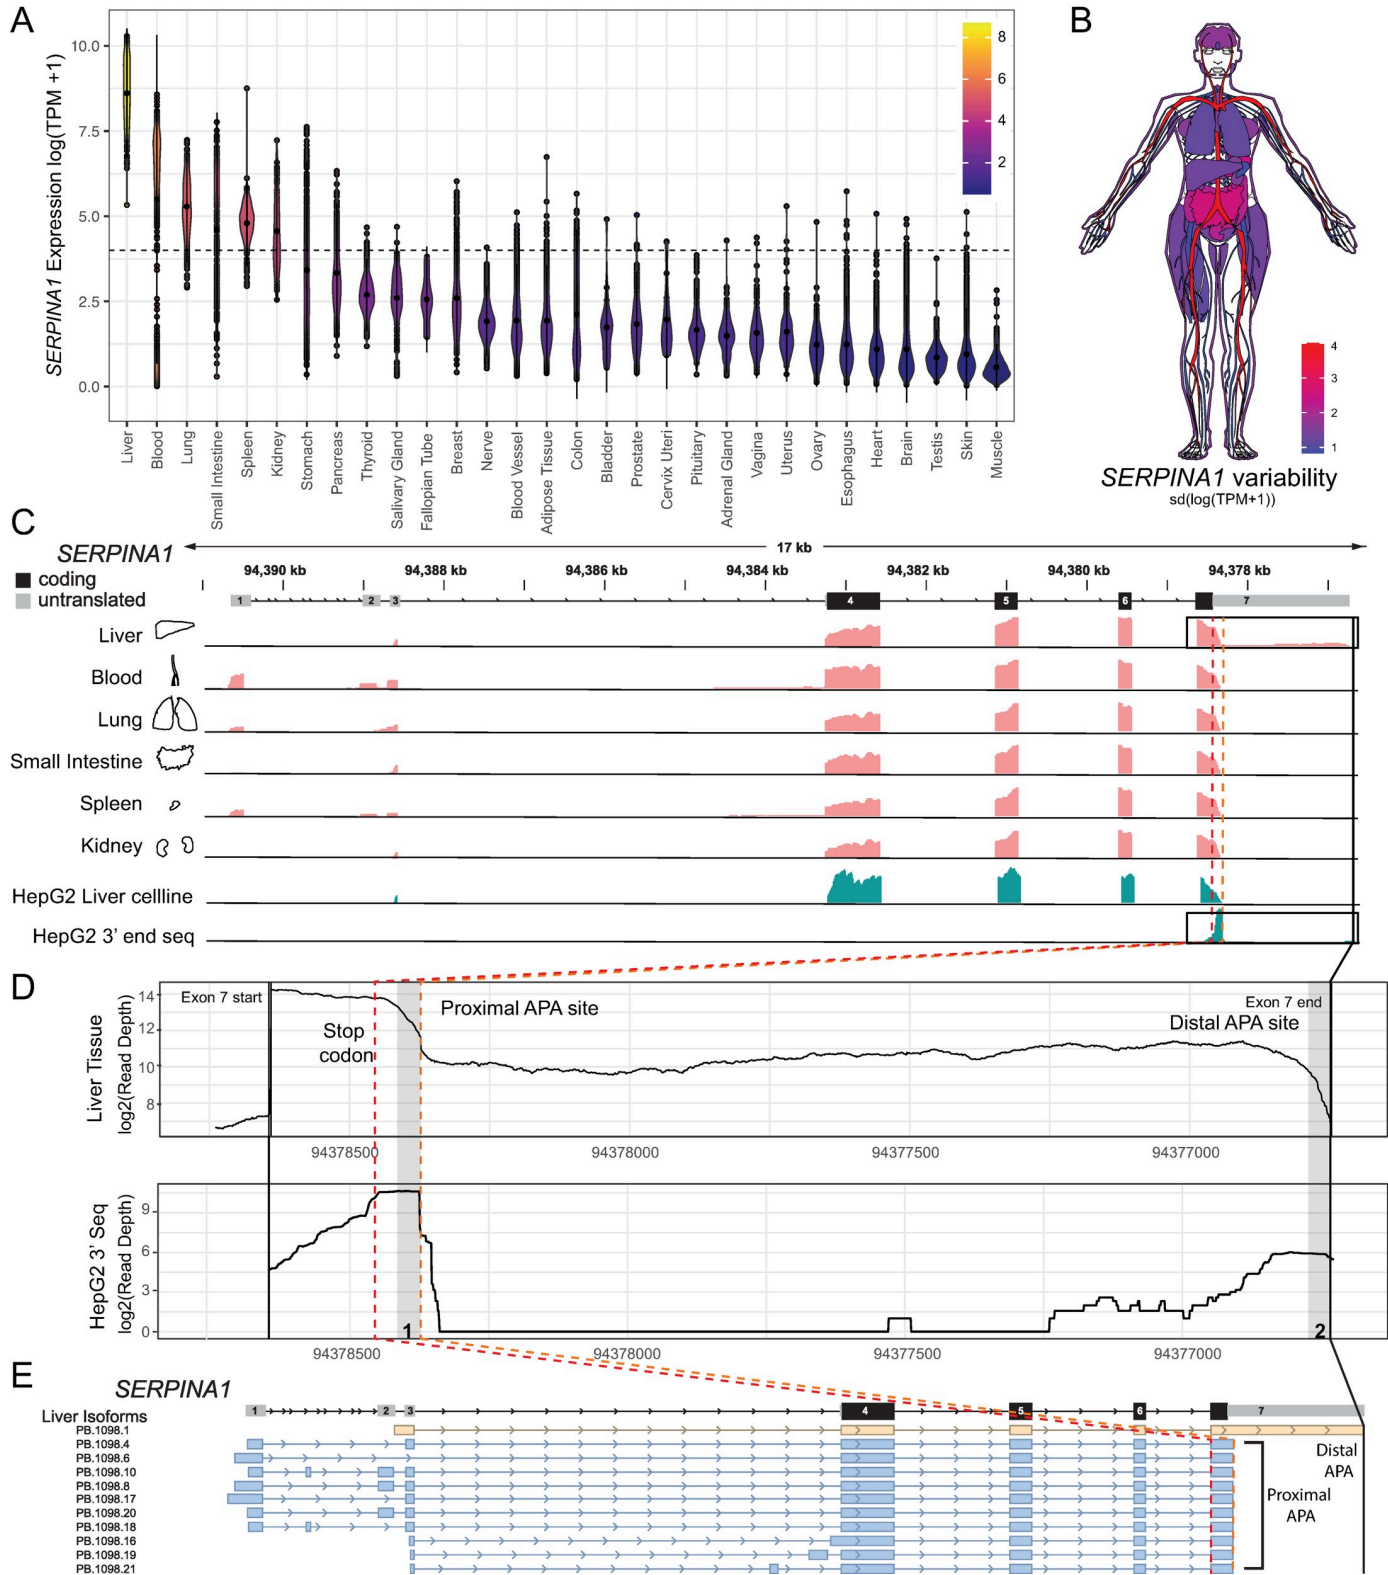 A
SERPINA1 Expression log(TPM +1)
10.0
7.5
5.0
2.5
0.0
8
6
4
2
Liver
Blood
Lung
Small Intestine
Spleen
Kidney
Stomach
Pancreas
Thyroid
Salivary Gland
Fallopian Tube
Breast
Nerve
Blood Vessel
Adipose Tissue
Colon
Bladder
Prostate
Cervix Uteri
Pituitary
Adrenal Gland
Vagina
Uterus
Ovary
Esophagus
Heart
Brain
Testis
Skin
Muscle
B
4
3
2
1
SERPINA1 variability
sd(log(TPM+1))
C
SERPINA1
17 kb
coding
untranslated
94,390 kb 94,388 kb 94,386 kb 94,384 kb 94,382 kb 94,380 kb 94,378 kb
1 2 3 4 5 6 7
Liver
Blood
Lung
Small Intestine
Spleen
Kidney
HepG2 Liver cellline
HepG2 3' end seq
D
Liver Tissue
log2(Read Depth)
14
12
10
8
Exon 7 start
Stop
codon
Proximal APA site
Exon 7 end
Distal APA site
94378500 94378000 94377500 94377000
HepG2 3' Seq
log2(Read Depth)
9
6
3
0
1
2
94378500 94378000 94377500 94377000
E
SERPINA1
1 2 3 4 5 6 7
Liver Isoforms
PB.1098.1
PB.1098.4
PB.1098.6
PB.1098.10
PB.1098.8
PB.1098.17
PB.1098.20
PB.1098.18
PB.1098.16
PB.1098.19
PB.1098.21
Distal
APA
Proximal
APA